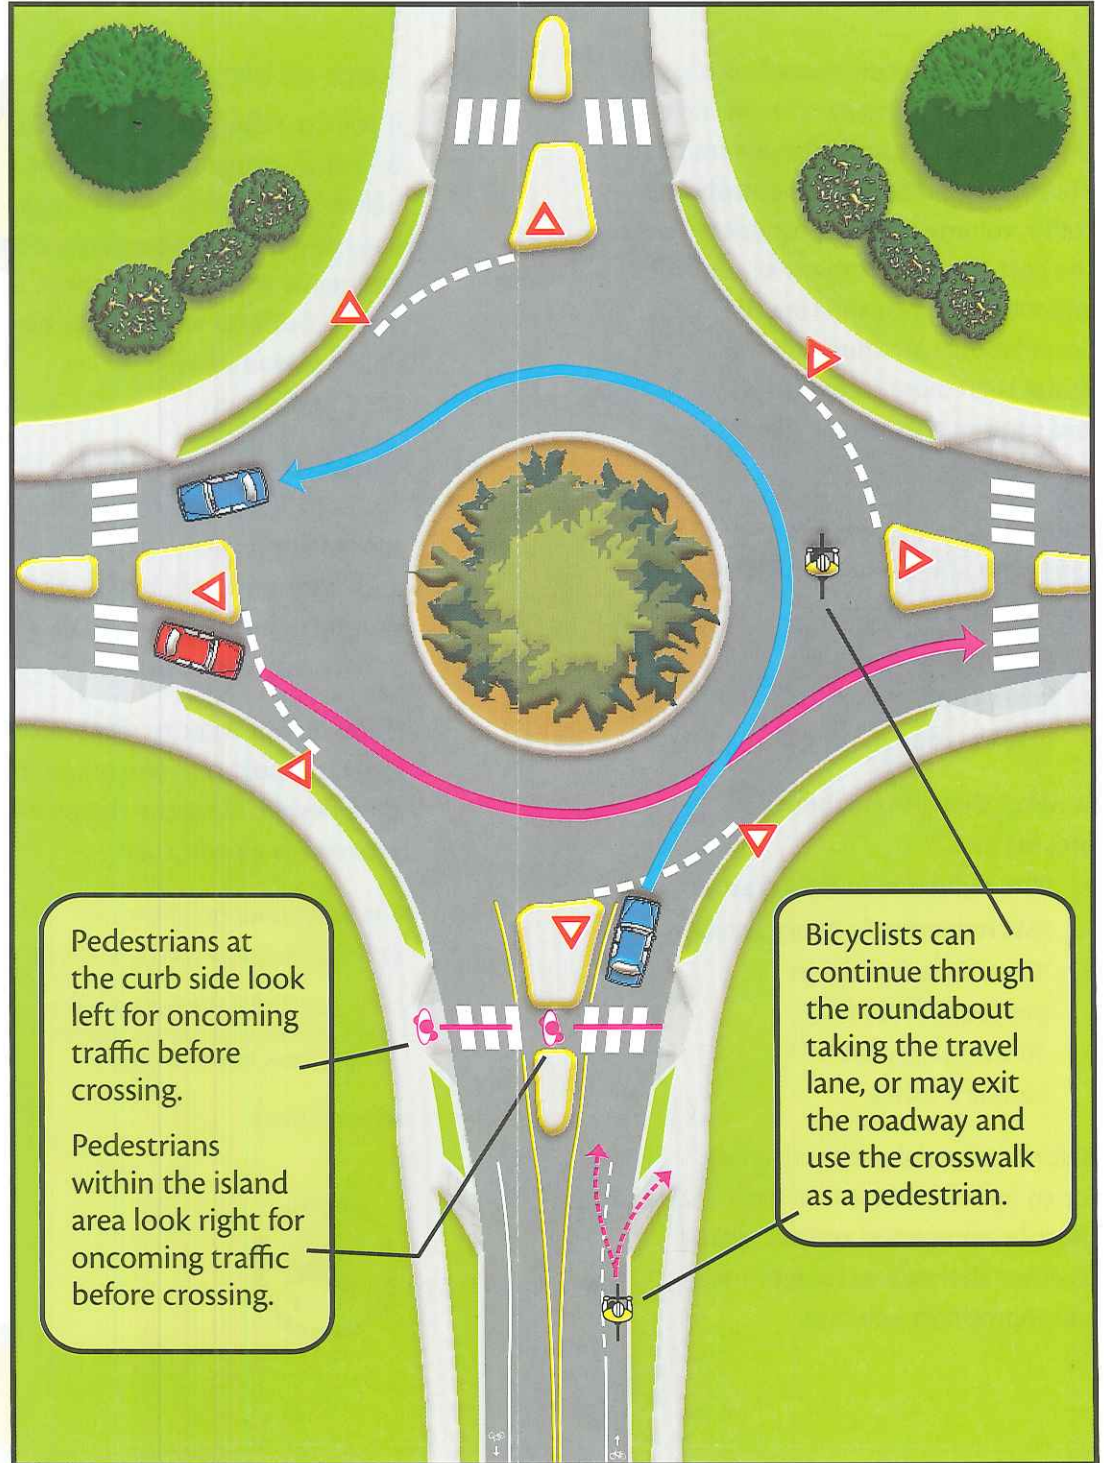 Pedestrians at
the curb side look
left for oncoming
traffic before
crossing.
Pedestrians
within the island
area look right for
oncoming traffic
before crossing.
Bicyclists can
continue through
the roundabout
taking the travel
lane, or may exit
the roadway and
use the crosswalk
as a pedestrian.